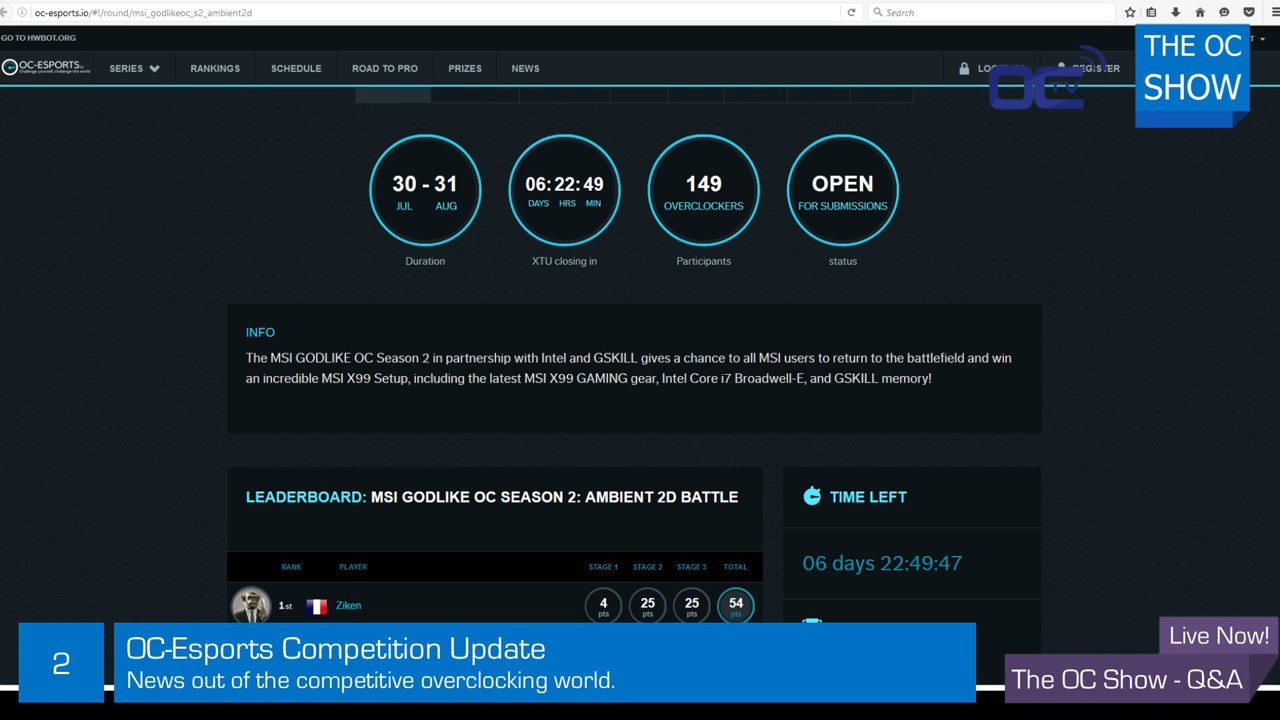 oc-esports.io/#!/round/msi_godlikeoc_s2_ambient2d
Search
GO TO HWBOT.ORG
OC-ESPORTS.io
SERIES
RANKINGS
SCHEDULE
ROAD TO PRO
PRIZES
NEWS
REGISTER
OC TV
THE OC
SHOW
30 - 31
JUL AUG
06:22:49
DAYS HRS MIN
149
OVERCLOCKERS
OPEN
FOR SUBMISSIONS
Duration
XTU closing in
Participants
status
INFO
The MSI GODLIKE OC Season 2 in partnership with Intel and GSKILL gives a chance to all MSI users to return to the battlefield and win
an incredible MSI X99 Setup, including the latest MSI X99 GAMING gear, Intel Core i7 Broadwell-E, and GSKILL memory!
LEADERBOARD: MSI GODLIKE OC SEASON 2: AMBIENT 2D BATTLE
TIME LEFT
RANK PLAYER STAGE 1 STAGE 2 STAGE 3 TOTAL
06 days 22:49:47
1st Ziken 4 pts 25 pts 25 pts 54 pts
2
OC-Esports Competition Update
News out of the competitive overclocking world.
Live Now!
The OC Show - Q&A